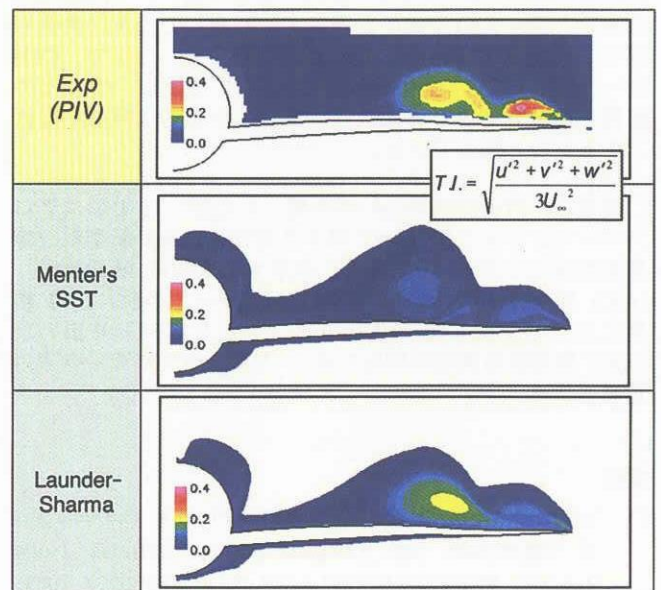 Exp
(PIV)
0.4
0.2
0.0
T.I. = √((u'² + v'² + w'²) / (3U∞²))
Menter's
SST
0.4
0.2
0.0
Launder-
Sharma
0.4
0.2
0.0